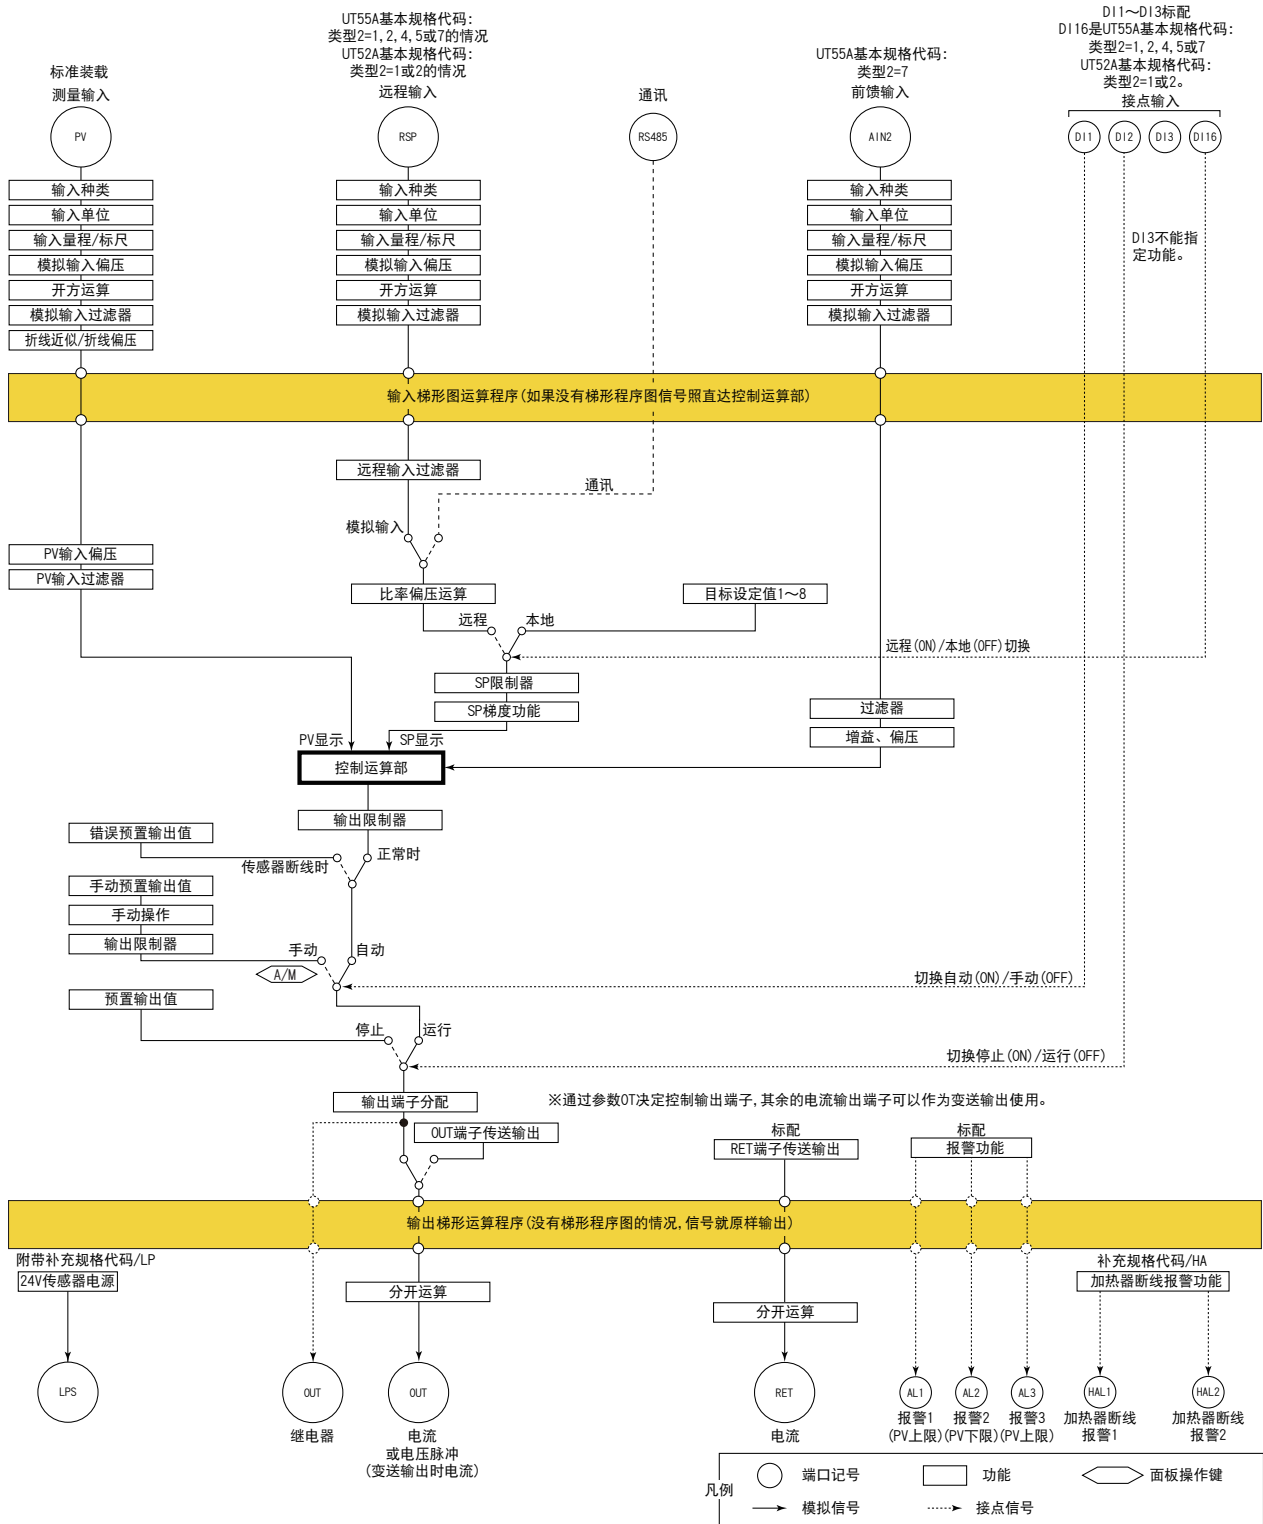 UT55A基本规格代码:
类型2=1,2,4,5或7的情况
UT52A基本规格代码:
类型2=1或2的情况
远程输入
标准装载
测量输入
通讯
UT55A基本规格代码:
类型2=7
前馈输入
DI1～DI3标配
DI16是UT55A基本规格代码:
类型2=1,2,4,5或7
UT52A基本规格代码:
类型2=1或2。
接点输入
PV
RSP
RS485
AIN2
DI1
DI2
DI3
DI16
输入种类
输入单位
输入量程/标尺
模拟输入偏压
开方运算
模拟输入过滤器
折线近似/折线偏压
输入种类
输入单位
输入量程/标尺
模拟输入偏压
开方运算
模拟输入过滤器
输入种类
输入单位
输入量程/标尺
模拟输入偏压
开方运算
模拟输入过滤器
DI3不能指
定功能。
输入梯形图运算程序(如果没有梯形程序图信号照直达控制运算部)
远程输入过滤器
通讯
模拟输入
PV输入偏压
PV输入过滤器
比率偏压运算
目标设定值1～8
远程
本地
远程(ON)/本地(OFF)切换
SP限制器
SP梯度功能
过滤器
增益、偏压
PV显示
SP显示
控制运算部
输出限制器
错误预置输出值
传感器断线时
正常时
手动预置输出值
手动操作
输出限制器
手动
自动
A/M
切换自动(ON)/手动(OFF)
预置输出值
停止
运行
切换停止(ON)/运行(OFF)
输出端子分配
※通过参数OT决定控制输出端子,其余的电流输出端子可以作为变送输出使用。
OUT端子传送输出
标配
RET端子传送输出
标配
报警功能
输出梯形运算程序(没有梯形程序图的情况,信号就原样输出)
附带补充规格代码/LP
24V传感器电源
补充规格代码/HA
加热器断线报警功能
分开运算
分开运算
LPS
OUT
OUT
RET
AL1
AL2
AL3
HAL1
HAL2
继电器
电流
或电压脉冲
(变送输出时电流)
电流
报警1
(PV上限)
报警2
(PV下限)
报警3
(PV上限)
加热器断线
报警1
加热器断线
报警2
凡例
端口记号
功能
面板操作键
模拟信号
接点信号